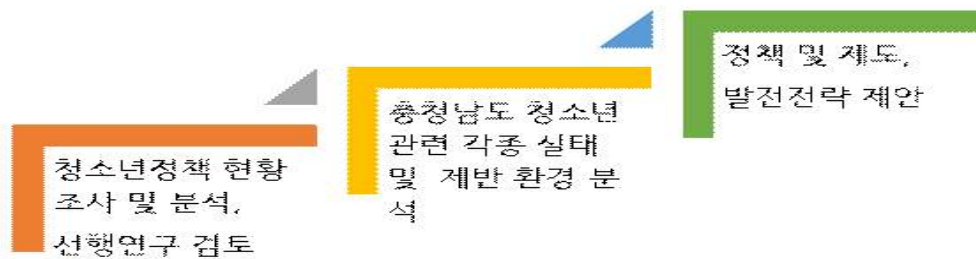 청소년정책 현황
조사 및 분석,
선행연구 검토
충청남도 청소년
관련 각종 실태
및 제반 환경 분
석
정책 및 제도,
발전전략 제안